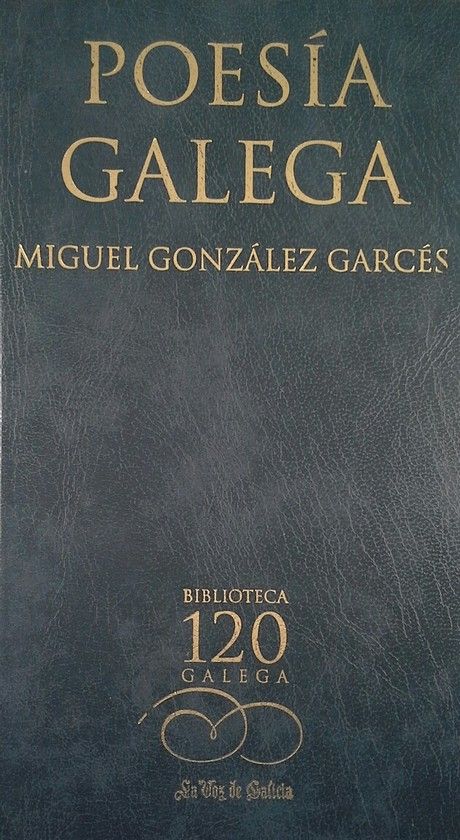 POESÍA
GALEGA
MIGUEL GONZÁLEZ GARCÉS
BIBLIOTECA
120
GALEGA
La Voz de Galicia